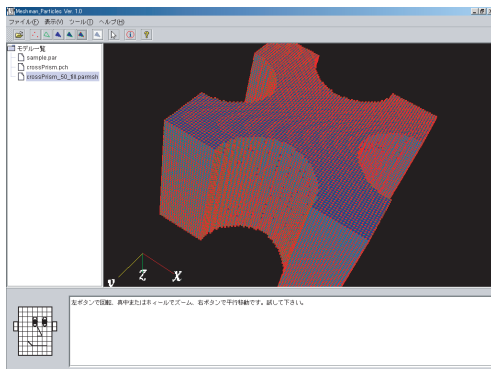 Meshman_Particles Ver. 1.0
ファイル(F) 表示(V) ツール(T) ヘルプ(H)
モデル一覧
sample.par
crossPrism.pch
crossPrism_50_fill.parmsh
y Z X
左ボタンで回転、真中またはホィールでズーム、右ボタンで平行移動です。試して下さい。